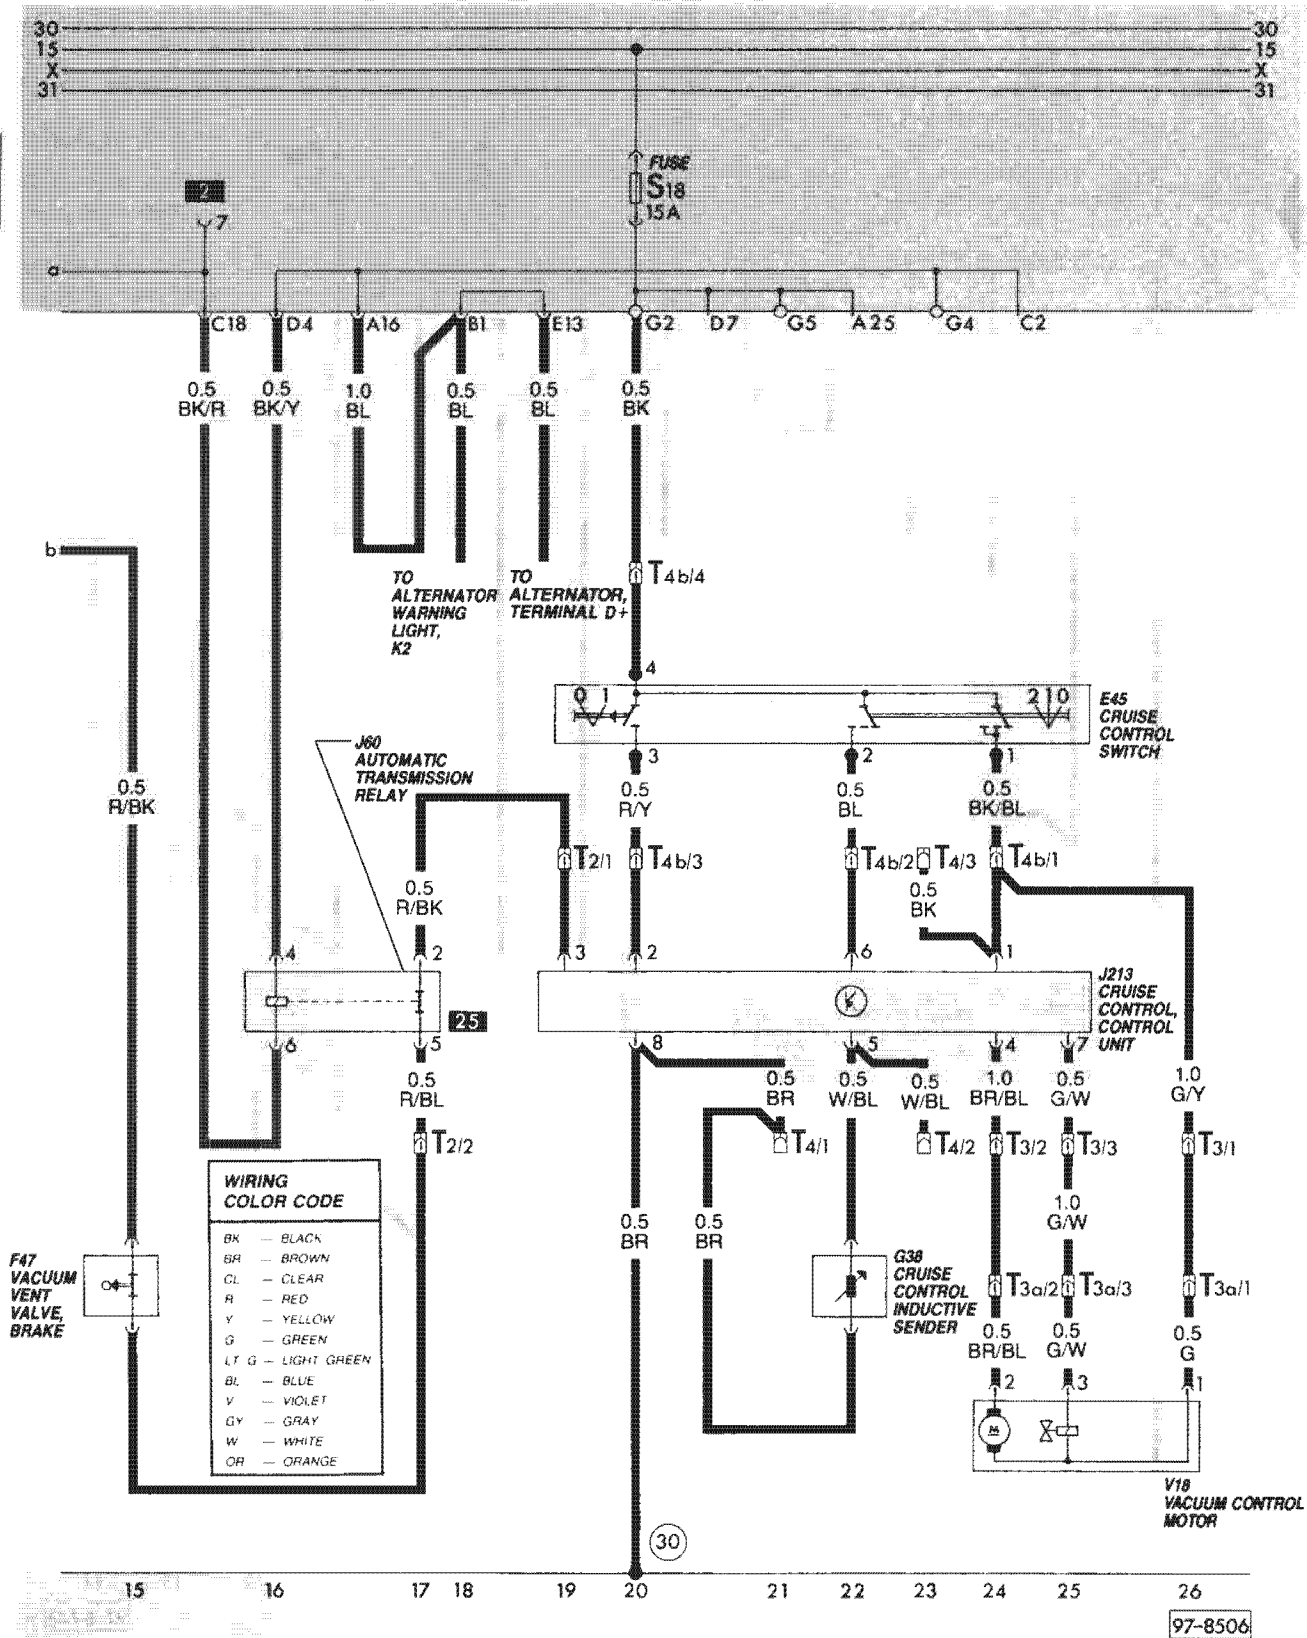 30 30
15 15
X X
31 31
FUSE
S18
15A
2
7
a
C18 D4 A16 B1 E13 G2 D7 G5 A25 G4 C2
0.5 0.5 1.0 0.5 0.5 0.5
BK/R BK/Y BL BL BL BK
b
TO
ALTERNATOR
WARNING
LIGHT,
K2
TO
ALTERNATOR,
TERMINAL D+
T4b/4
4
0 1 2 1 0
E45
CRUISE
CONTROL
SWITCH
3 2 1
J60
AUTOMATIC
TRANSMISSION
RELAY
0.5
R/BK
0.5 0.5 0.5
R/Y BL BK/BL
T2/1 T4b/3 T4b/2 T4/3 T4b/1
0.5
R/BK
0.5
BK
4 2 3 2 6 1
J213
CRUISE
CONTROL,
CONTROL
UNIT
25
6 5 8 5 4 7
0.5
R/BL
0.5 0.5 0.5 1.0 0.5 1.0
BR W/BL W/BL BR/BL G/W G/Y
T2/2 T4/1 T4/2 T3/2 T3/3 T3/1
WIRING
COLOR CODE
BK — BLACK
BR — BROWN
CL — CLEAR
R — RED
Y — YELLOW
G — GREEN
LT G — LIGHT GREEN
BL — BLUE
V — VIOLET
GY — GRAY
W — WHITE
OR — ORANGE
1.0
G/W
0.5 0.5
BR BR
F47
VACUUM
VENT
VALVE,
BRAKE
G38
CRUISE
CONTROL
INDUCTIVE
SENDER
T3a/2 T3a/3 T3a/1
0.5 0.5 0.5
BR/BL G/W G
2 3 1
M
V18
VACUUM CONTROL
MOTOR
30
15 16 17 18 19 20 21 22 23 24 25 26
97-8506